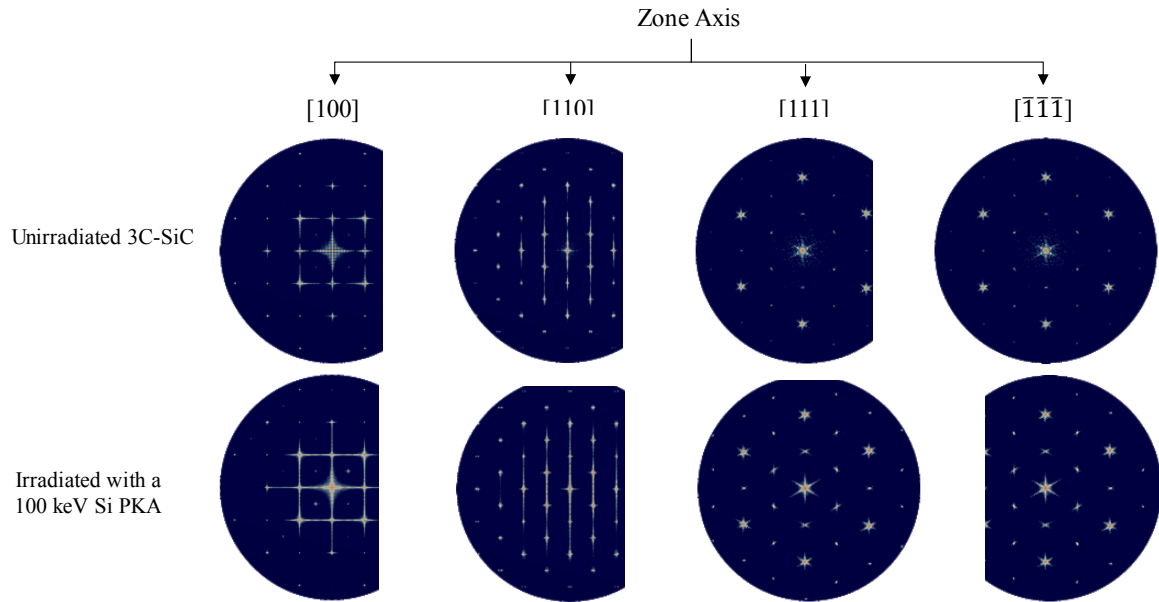 Zone Axis
[100] [110] [111] [1̅1̅1̅]
Unirradiated 3C-SiC
Irradiated with a
100 keV Si PKA